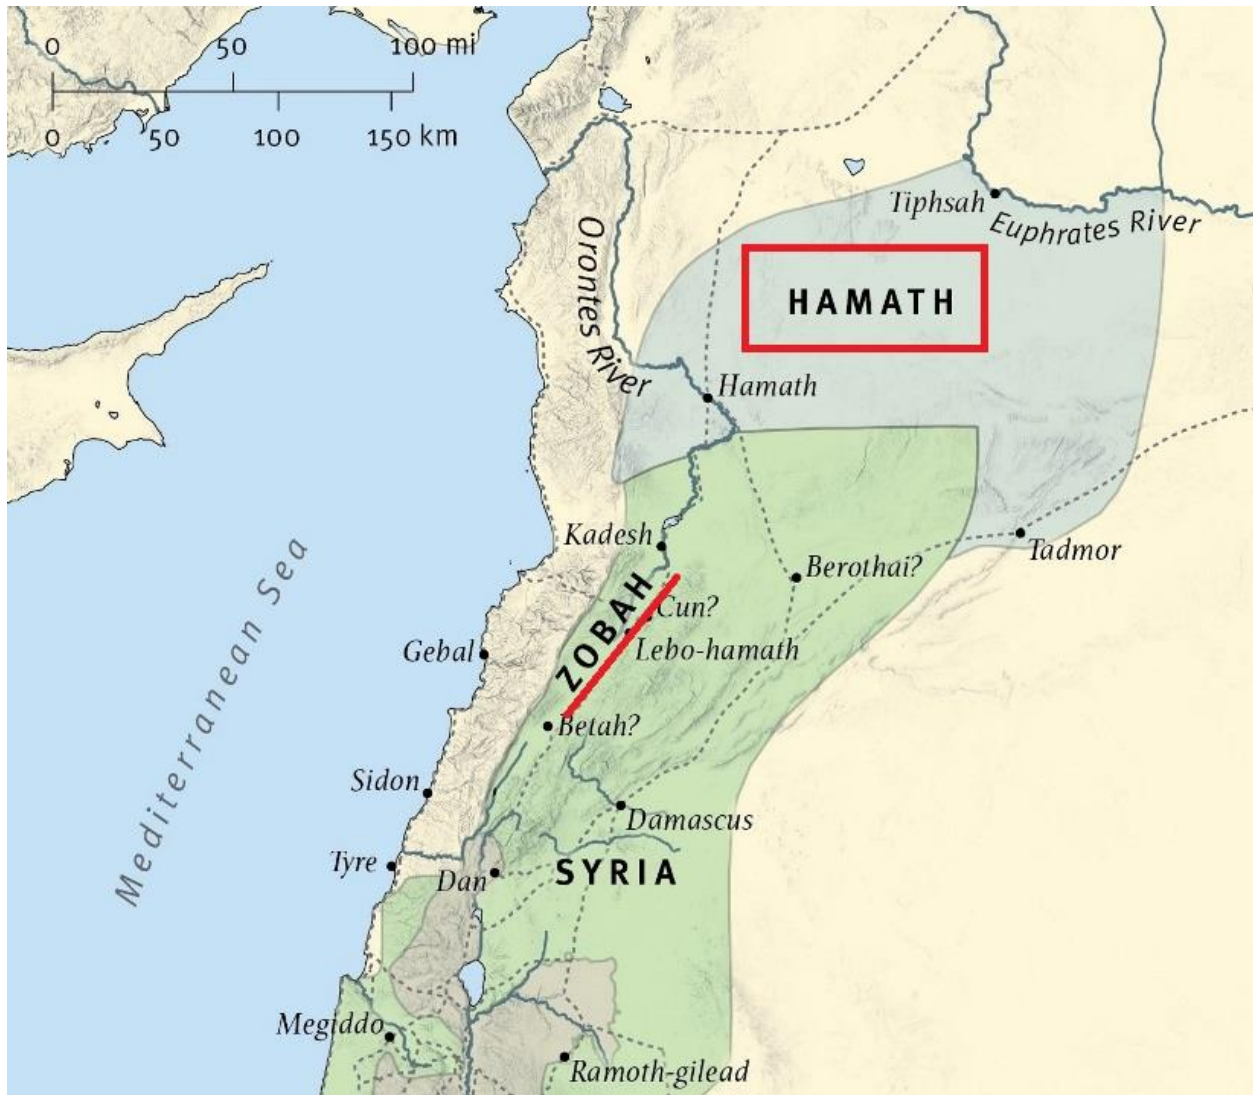 0 50 100 mi
0 50 100 150 km
Tiphsah
Euphrates River
Orontes River
HAMATH
Hamath
Kadesh
Tadmor
Berothai?
ZOBAH
Cun?
Lebo-hamath
Gebal
Mediterranean Sea
Betah?
Sidon
Damascus
Tyre
SYRIA
Dan
Megiddo
Ramoth-gilead